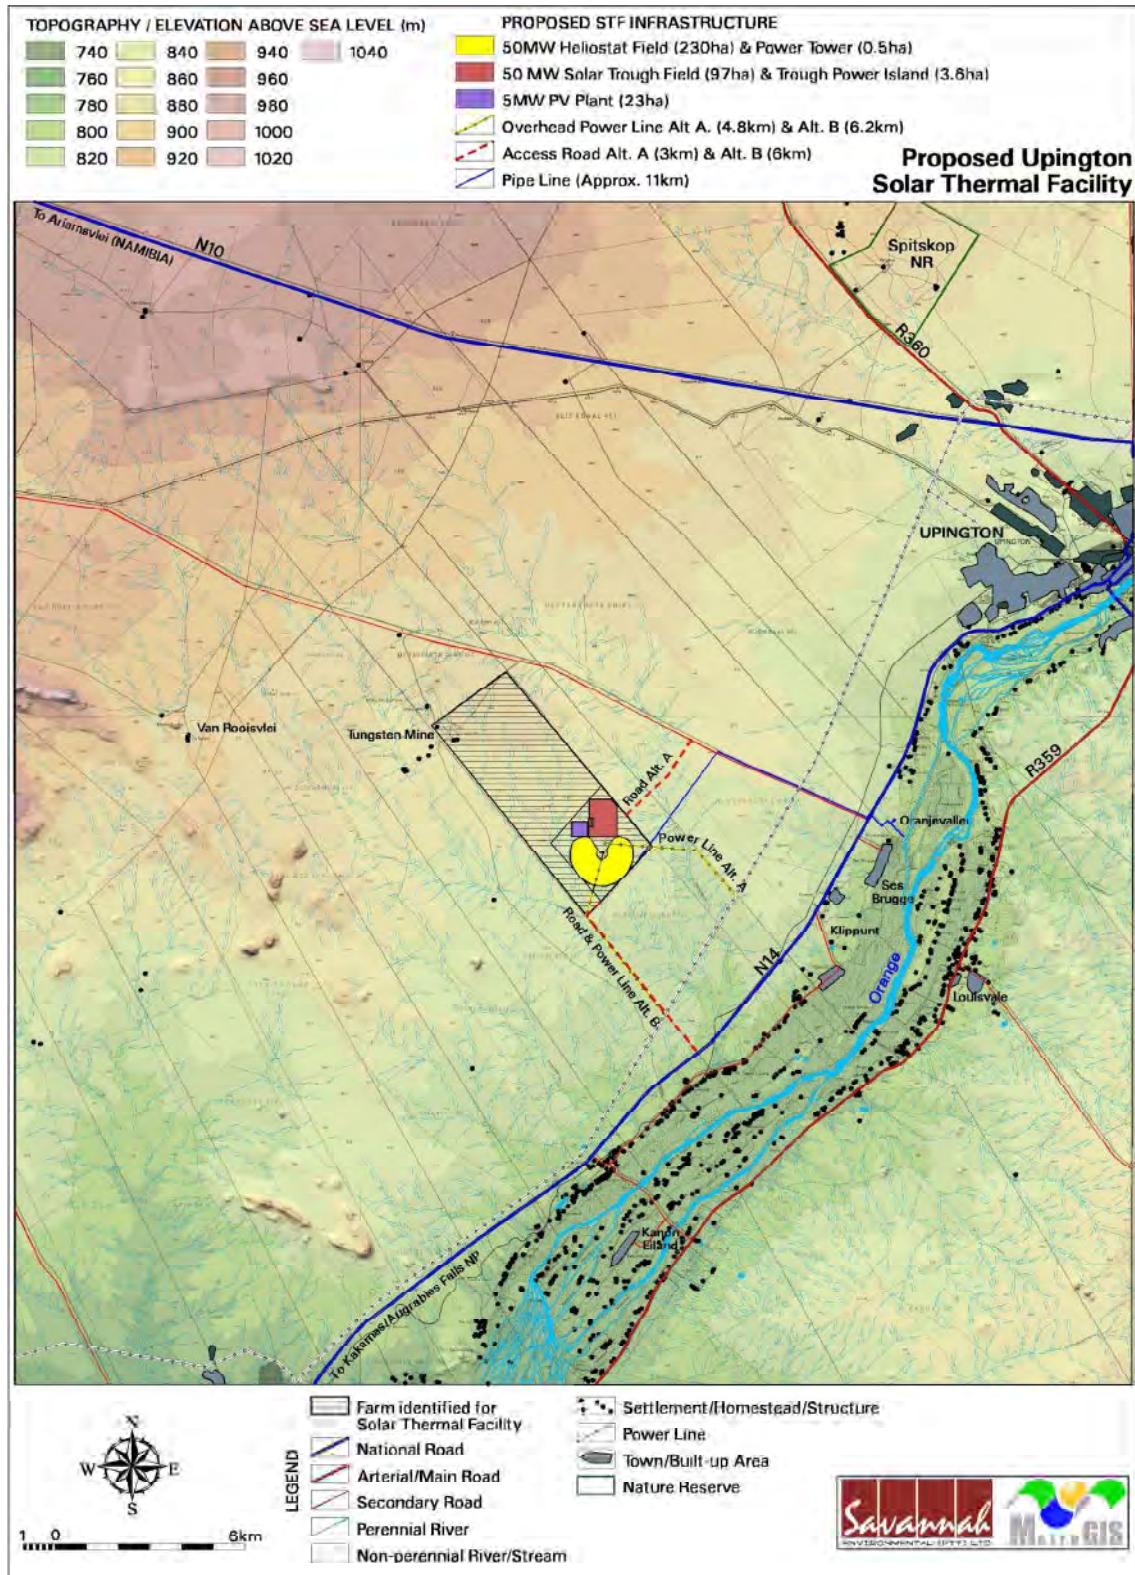 TOPOGRAPHY / ELEVATION ABOVE SEA LEVEL (m)
740 840 940 1040
760 860 960
780 880 980
800 900 1000
820 920 1020
PROPOSED STF INFRASTRUCTURE
50MW Heliostat Field (230ha) & Power Tower (0.5ha)
50 MW Solar Trough Field (97ha) & Trough Power Island (3.6ha)
5MW PV Plant (23ha)
Overhead Power Line Alt A. (4.8km) & Alt. B (6.2km)
Access Road Alt. A (3km) & Alt. B (6km)
Pipe Line (Approx. 11km)
Proposed Upington
Solar Thermal Facility
To Ariamsvlei (NAMIBIA)
N10
Spitskop
NR
R360
UPINGTON
UPINGTON
Van Rooisvlei
Tungsten Mine
Road Alt. A
Power Line Alt. A
Road & Power Line Alt. B
R359
Oranjevallei
Ses
Brugge
Klippunt
N14
Orange
Louisvale
Kanon
Eiland
To Kakamas/Augrabies Falls NP
N
W E
S
1 0 6km
LEGEND
Farm identified for
Solar Thermal Facility
National Road
Arterial/Main Road
Secondary Road
Perennial River
Non-perennial River/Stream
Settlement/Homestead/Structure
Power Line
Town/Built-up Area
Nature Reserve
Savannah
ENVIRONMENTAL (PTY) LTD
MetroGIS